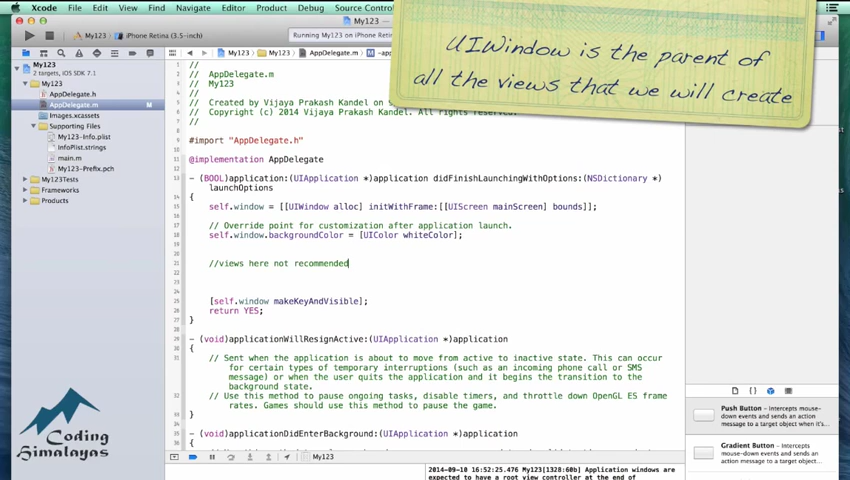 Xcode File Edit View Find Navigate Editor Product Debug Source Control
My123
My123 iPhone Retina (3.5-inch)
Running My123 on iPhone
My123 My123 AppDelegate.m
My123
2 targets, iOS SDK 7.1
My123
AppDelegate.h
AppDelegate.m M
Images.xcassets
Supporting Files
My123-Info.plist
InfoPlist.strings
main.m
My123-Prefix.pch
My123Tests
Frameworks
Products
UIWindow is the parent of
all the views that we will create
//
// AppDelegate.m
// My123
//
// Created by Vijaya Prakash Kandel on
// Copyright (c) 2014 Vijaya Prakash Kandel. All rights reserved.
//
#import "AppDelegate.h"
@implementation AppDelegate
- (BOOL)application:(UIApplication *)application didFinishLaunchingWithOptions:(NSDictionary *)
launchOptions
{
self.window = [[UIWindow alloc] initWithFrame:[[UIScreen mainScreen] bounds]];
// Override point for customization after application launch.
self.window.backgroundColor = [UIColor whiteColor];
//views here not recommended
[self.window makeKeyAndVisible];
return YES;
}
- (void)applicationWillResignActive:(UIApplication *)application
{
// Sent when the application is about to move from active to inactive state. This can occur
for certain types of temporary interruptions (such as an incoming phone call or SMS
message) or when the user quits the application and it begins the transition to the
background state.
// Use this method to pause ongoing tasks, disable timers, and throttle down OpenGL ES frame
rates. Games should use this method to pause the game.
}
- (void)applicationDidEnterBackground:(UIApplication *)application
{
My123
2014-09-10 16:52:25.476 My123[1328:60b] Application windows are
expected to have a root view controller at the end of
Push Button - Intercepts mouse-
down events and sends an action
message to a target object when it's...
Gradient Button - Intercepts
mouse-down events and sends an
action message to a target object...
Coding
Himalayas